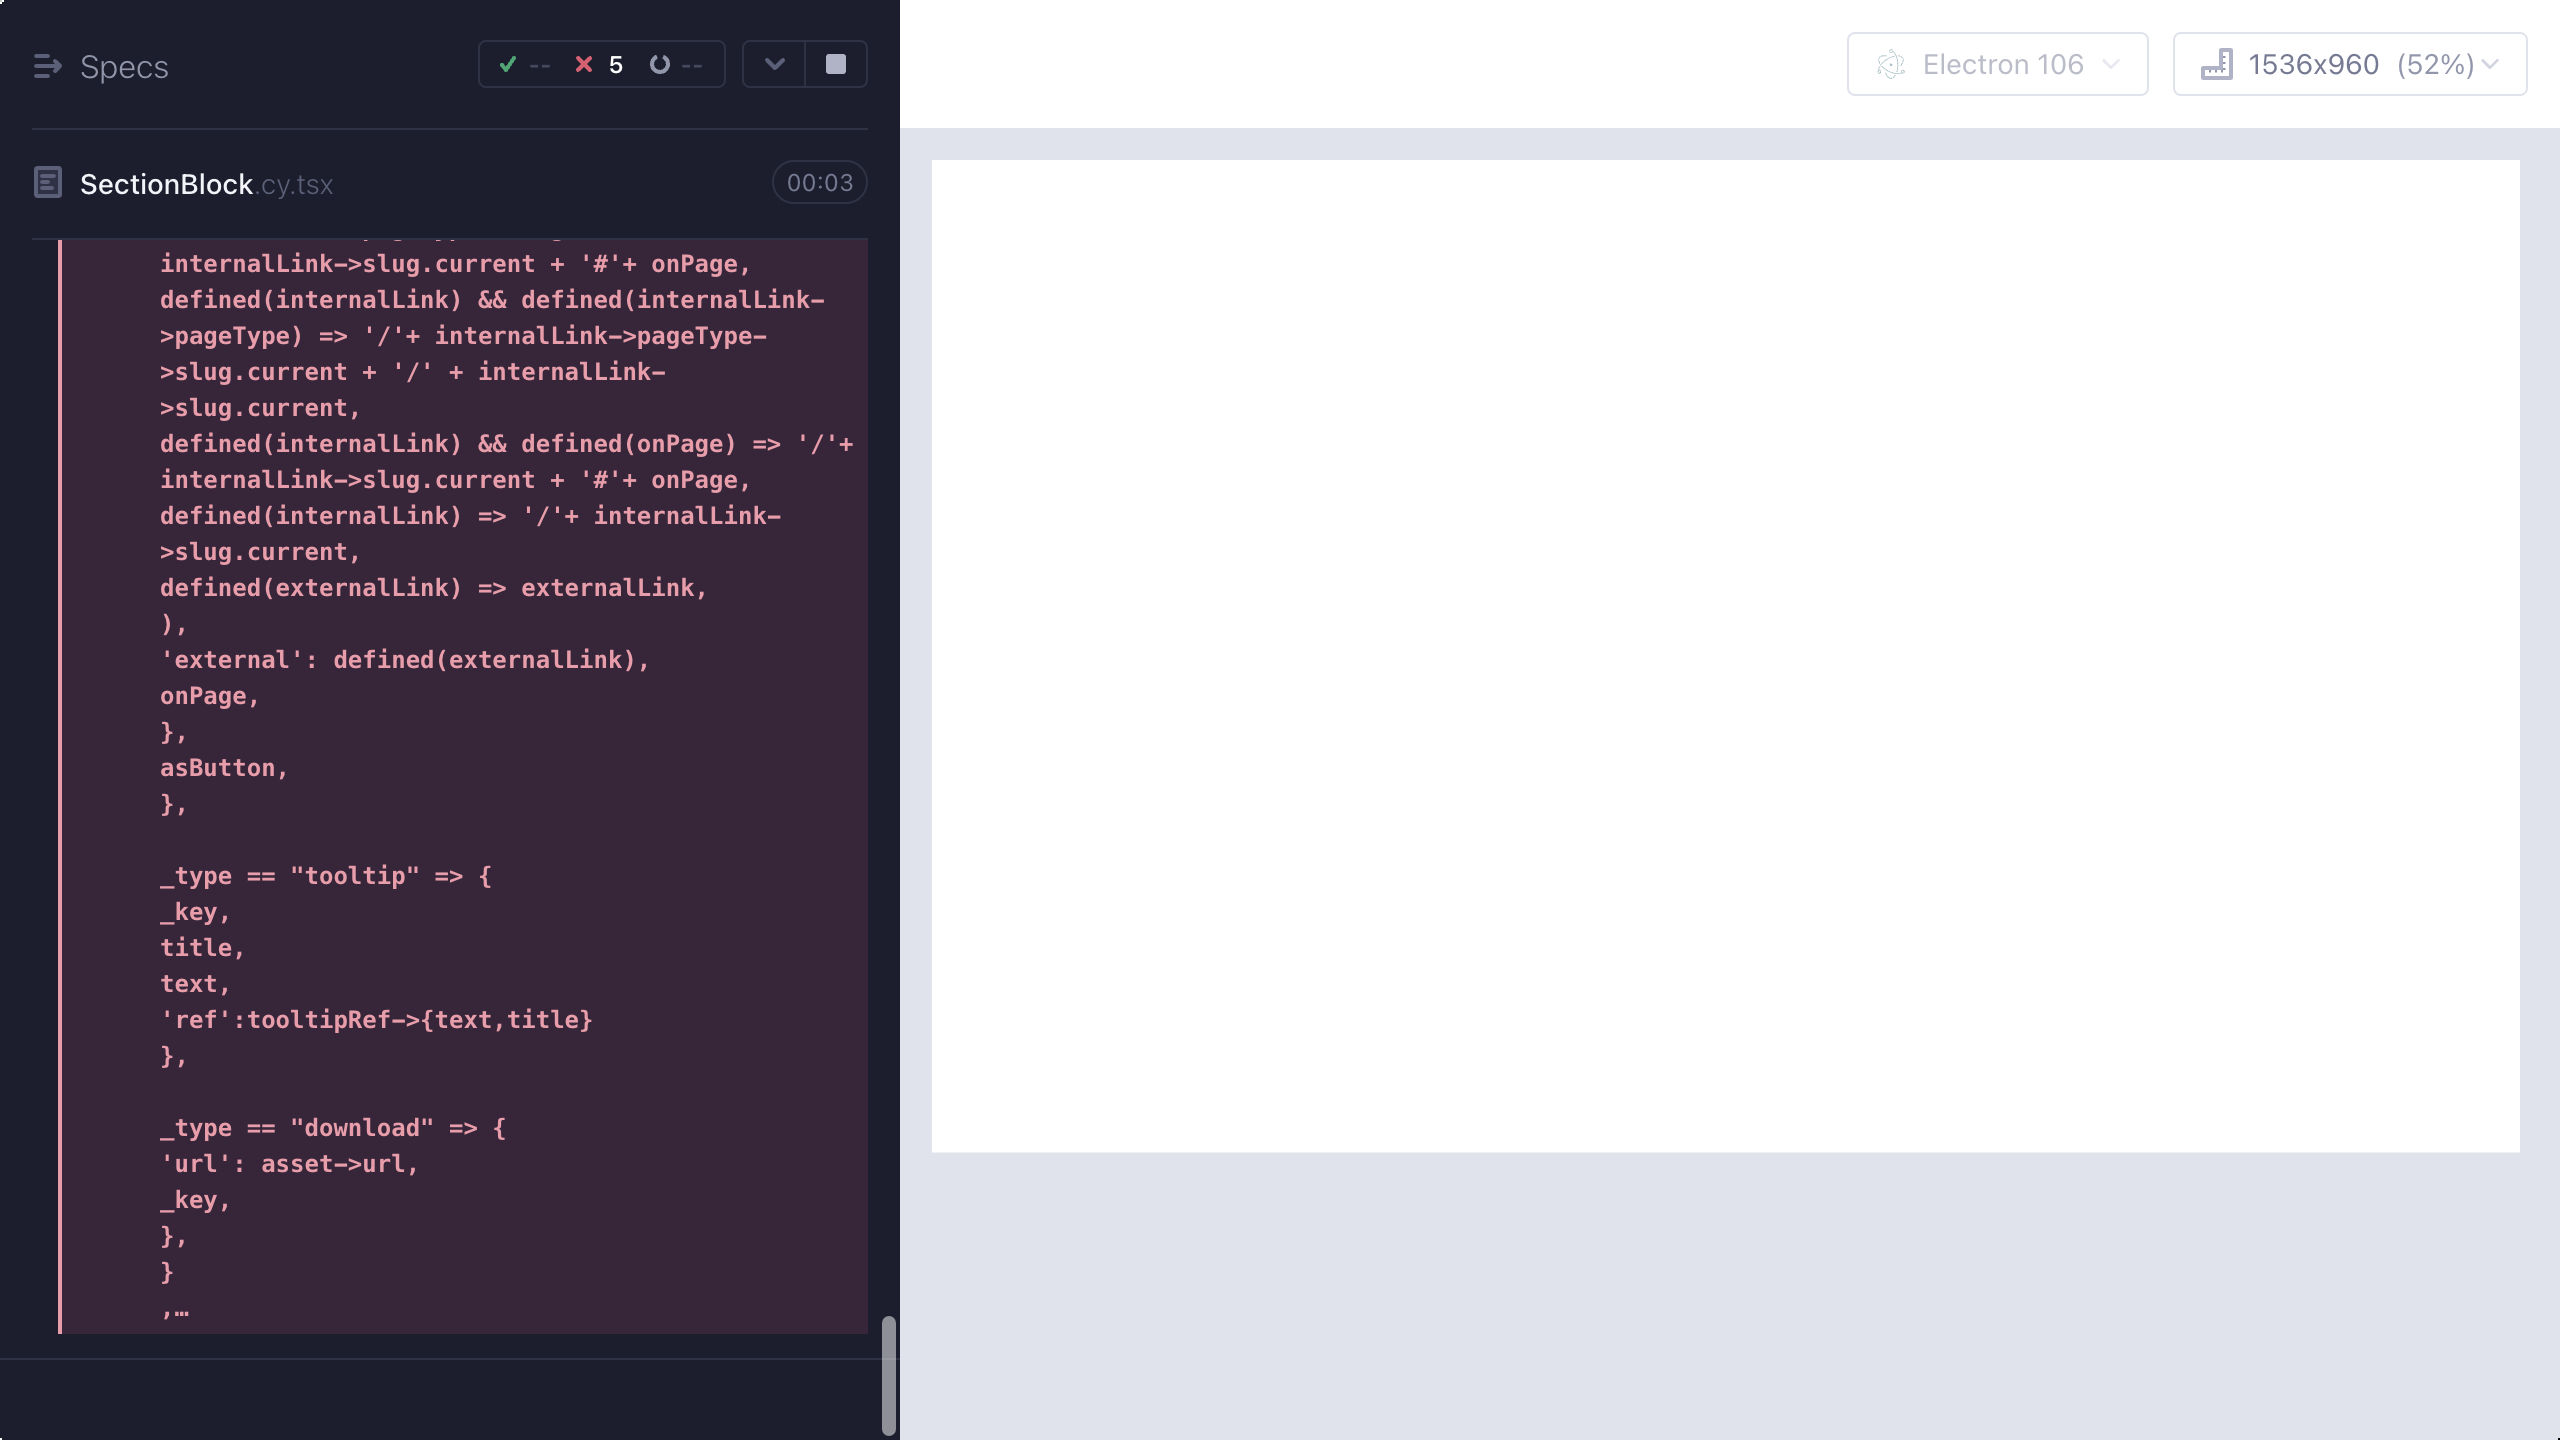 Specs
-- 5 --
SectionBlock.cy.tsx
00:03
internalLink->slug.current + '#'+ onPage,
defined(internalLink) && defined(internalLink-
>pageType) => '/'+ internalLink->pageType-
>slug.current + '/' + internalLink-
>slug.current,
defined(internalLink) && defined(onPage) => '/'+
internalLink->slug.current + '#'+ onPage,
defined(internalLink) => '/'+ internalLink-
>slug.current,
defined(externalLink) => externalLink,
),
'external': defined(externalLink),
onPage,
},
asButton,
},
_type == "tooltip" => {
_key,
title,
text,
'ref':tooltipRef->{text,title}
},
_type == "download" => {
'url': asset->url,
_key,
},
}
,…
Electron 106
1536x960 (52%)